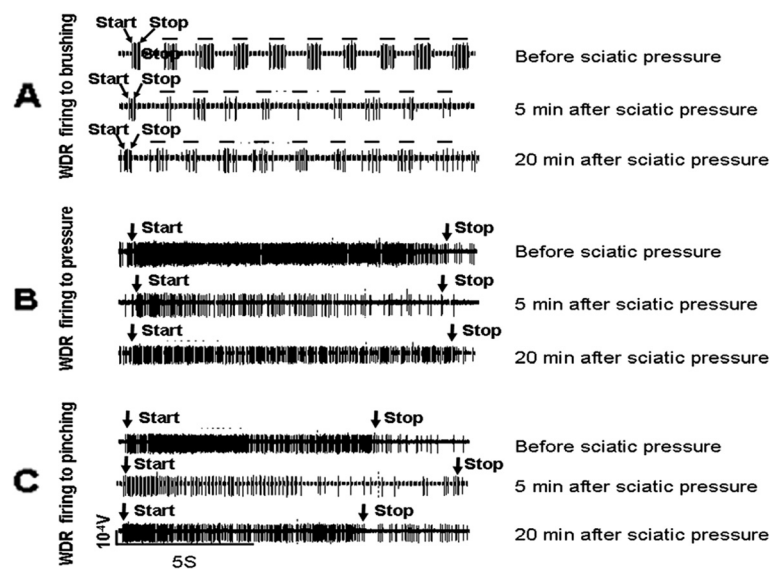 A
WDR firing to brushing
Start Stop
Stop
Before sciatic pressure
Start Stop
5 min after sciatic pressure
Start Stop
20 min after sciatic pressure
B
WDR firing to pressure
Start Stop
Before sciatic pressure
Start Stop
5 min after sciatic pressure
Start Stop
20 min after sciatic pressure
C
WDR firing to pinching
Start Stop
Before sciatic pressure
Start Stop
5 min after sciatic pressure
Start Stop
20 min after sciatic pressure
10⁻⁴V
5S